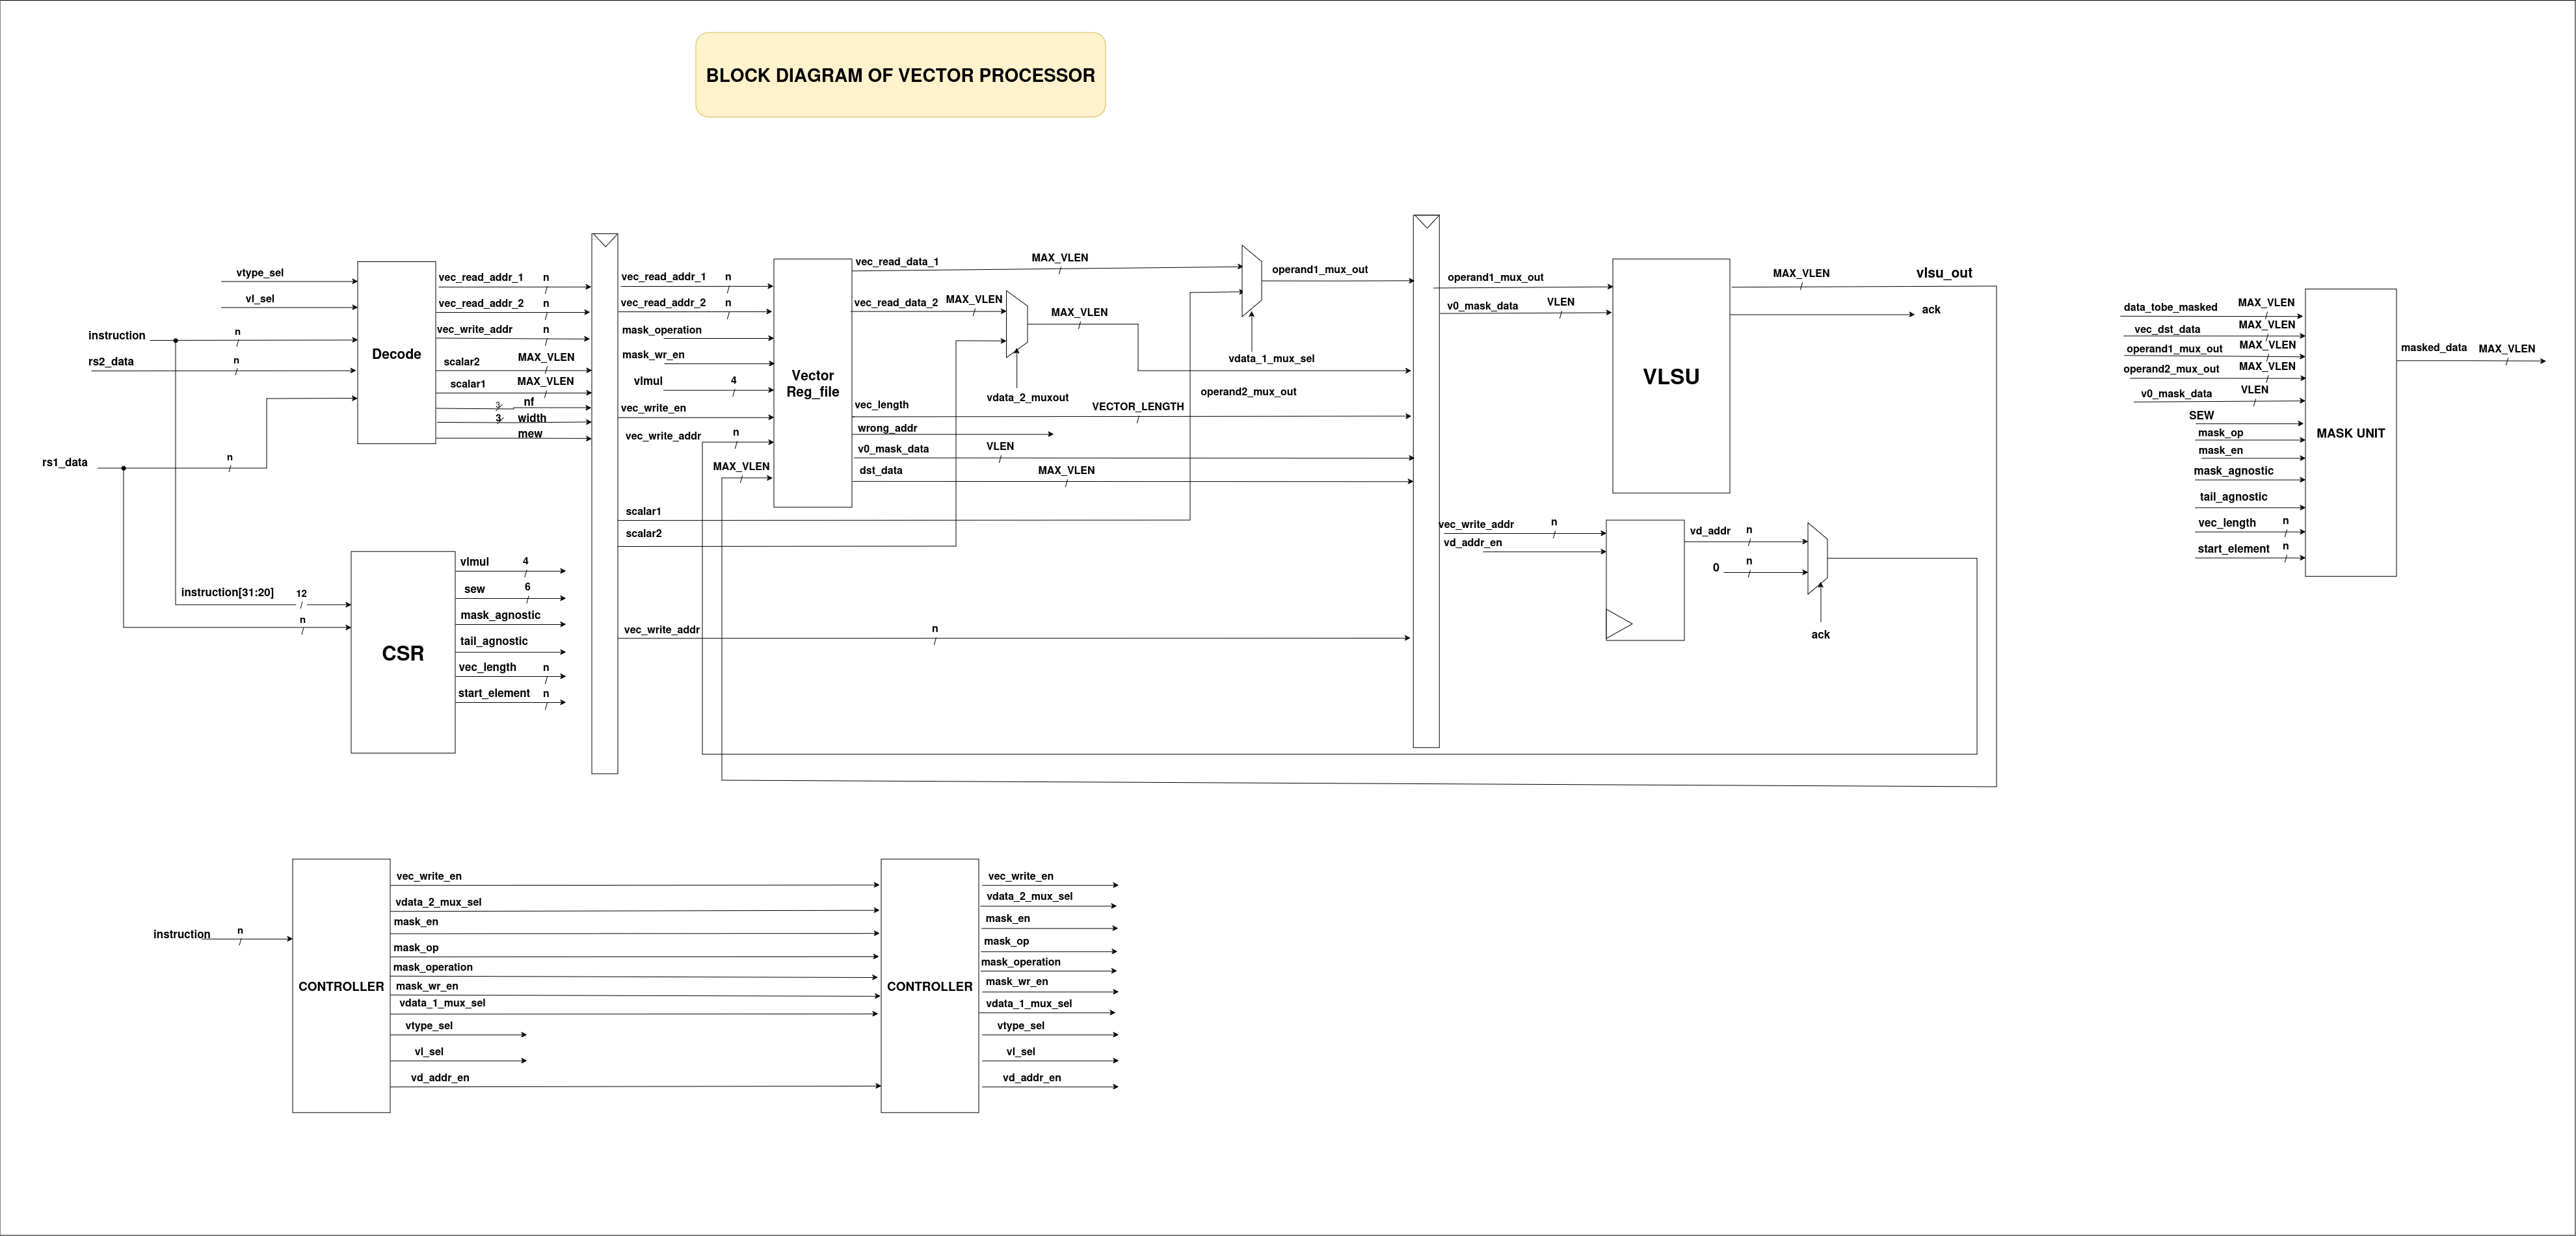 BLOCK DIAGRAM OF VECTOR PROCESSOR
vtype_sel
vl_sel
instruction
n
rs2_data
n
rs1_data
n
Decode
vec_read_addr_1 n
vec_read_addr_2 n
vec_write_addr n
scalar2 MAX_VLEN
scalar1 MAX_VLEN
3 nf
3 width
mew
instruction[31:20] 12
n
CSR
vlmul 4
sew 6
mask_agnostic
tail_agnostic
vec_length n
start_element n
vec_read_addr_1 n
vec_read_addr_2 n
mask_operation
mask_wr_en
vlmul 4
vec_write_en
vec_write_addr n
MAX_VLEN
scalar1
scalar2
vec_write_addr n
Vector
Reg_file
vec_read_data_1 MAX_VLEN
vec_read_data_2 MAX_VLEN
MAX_VLEN
vdata_2_muxout
vec_length VECTOR_LENGTH
wrong_addr
v0_mask_data VLEN
dst_data MAX_VLEN
operand1_mux_out
vdata_1_mux_sel
operand2_mux_out
operand1_mux_out
v0_mask_data VLEN
VLSU
MAX_VLEN vlsu_out
ack
vec_write_addr n
vd_addr_en
vd_addr n
0 n
ack
data_tobe_masked MAX_VLEN
vec_dst_data MAX_VLEN
operand1_mux_out MAX_VLEN
operand2_mux_out MAX_VLEN
v0_mask_data VLEN
SEW
mask_op
mask_en
mask_agnostic
tail_agnostic
vec_length n
start_element n
MASK UNIT
masked_data MAX_VLEN
instruction n
CONTROLLER
vec_write_en
vdata_2_mux_sel
mask_en
mask_op
mask_operation
mask_wr_en
vdata_1_mux_sel
vtype_sel
vl_sel
vd_addr_en
CONTROLLER
vec_write_en
vdata_2_mux_sel
mask_en
mask_op
mask_operation
mask_wr_en
vdata_1_mux_sel
vtype_sel
vl_sel
vd_addr_en